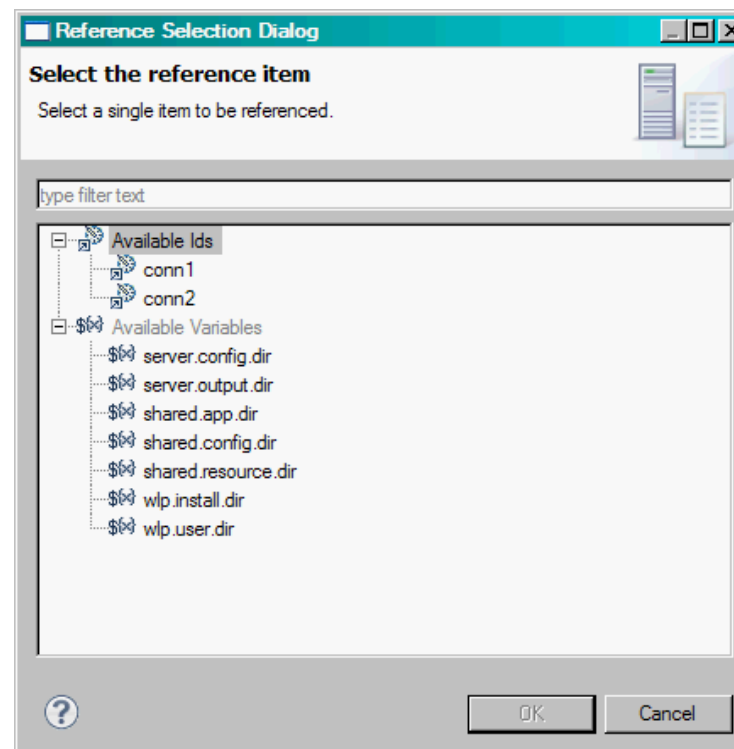 Reference Selection Dialog
Select the reference item
Select a single item to be referenced.
type filter text
Available Ids
conn1
conn2
Available Variables
server.config.dir
server.output.dir
shared.app.dir
shared.config.dir
shared.resource.dir
wlp.install.dir
wlp.user.dir
OK
Cancel